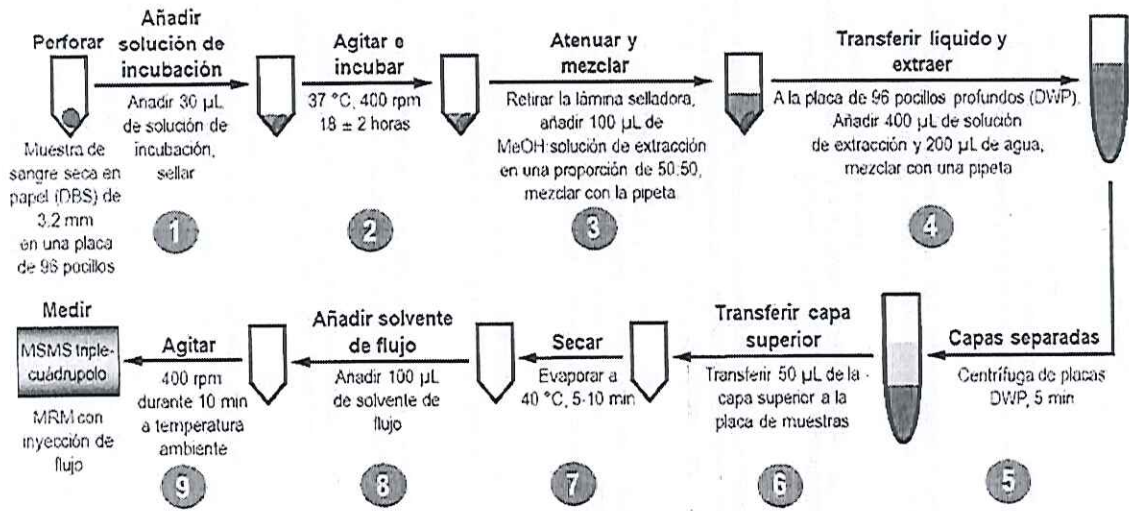 Perforar
Muestra de
sangre seca en
papel (DBS) de
3.2 mm
en una placa
de 96 pocillos
Añadir
solución de
incubación
Añadir 30 µL
de solución de
incubación,
sellar
1
Agitar e
incubar
37 °C, 400 rpm
18 ± 2 horas
2
Atenuar y
mezclar
Retirar la lámina selladora,
añadir 100 µL de
MeOH:solución de extracción
en una proporción de 50:50,
mezclar con la pipeta
3
Transferir líquido y
extraer
A la placa de 96 pocillos profundos (DWP).
Añadir 400 µL de solución
de extracción y 200 µL de agua,
mezclar con una pipeta
4
Capas separadas
Centrífuga de placas
DWP, 5 min
5
Transferir capa
superior
Transferir 50 µL de la
capa superior a la
placa de muestras
6
Secar
Evaporar a
40 °C, 5-10 min
7
Añadir solvente
de flujo
Añadir 100 µL
de solvente de
flujo
8
Agitar
400 rpm
durante 10 min
a temperatura
ambiente
9
Medir
MSMS triple-
cuádrupolo
MRM con
inyección de
flujo